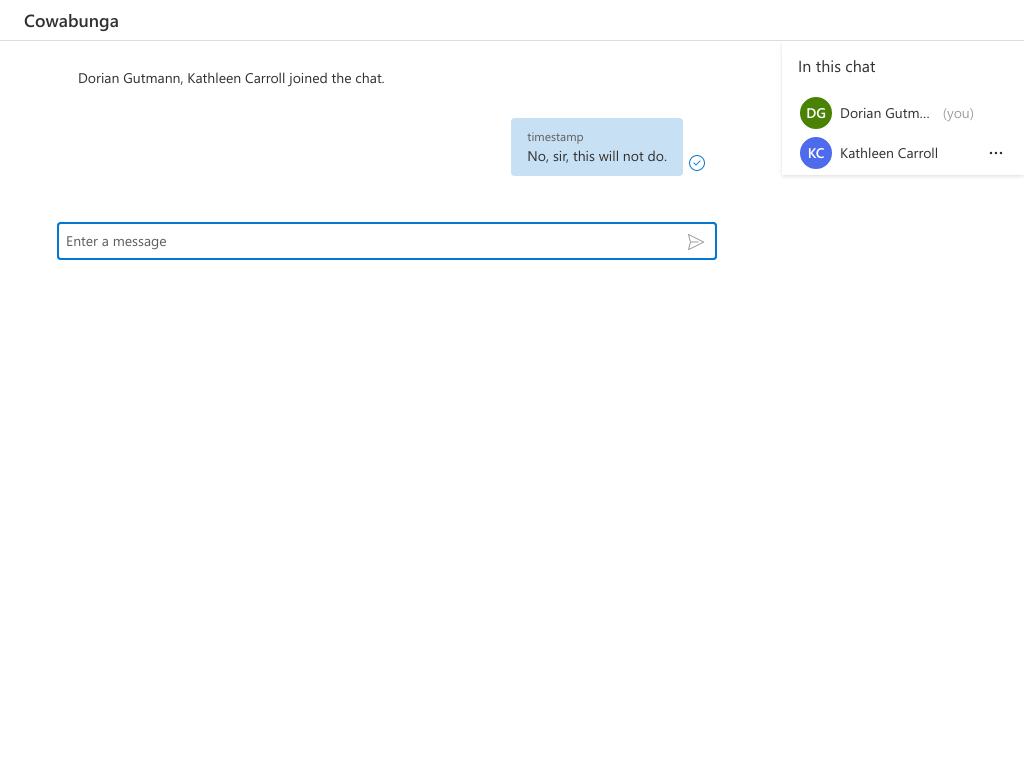 Cowabunga
Dorian Gutmann, Kathleen Carroll joined the chat.
timestamp
No, sir, this will not do.
Enter a message
In this chat
DG Dorian Gutm... (you)
KC Kathleen Carroll